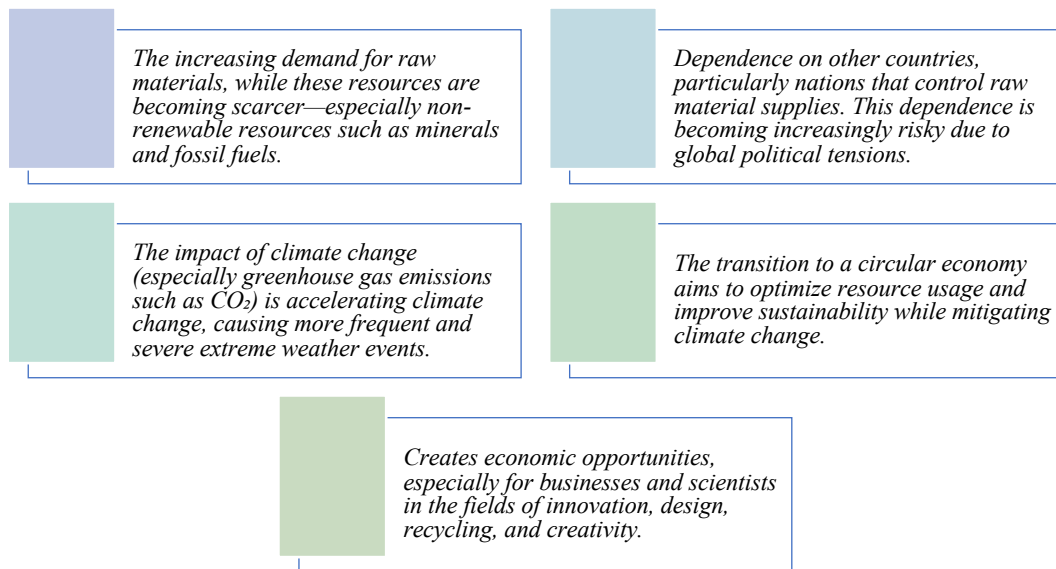 The increasing demand for raw
materials, while these resources are
becoming scarcer—especially non-
renewable resources such as minerals
and fossil fuels.
Dependence on other countries,
particularly nations that control raw
material supplies. This dependence is
becoming increasingly risky due to
global political tensions.
The impact of climate change
(especially greenhouse gas emissions
such as CO₂) is accelerating climate
change, causing more frequent and
severe extreme weather events.
The transition to a circular economy
aims to optimize resource usage and
improve sustainability while mitigating
climate change.
Creates economic opportunities,
especially for businesses and scientists
in the fields of innovation, design,
recycling, and creativity.